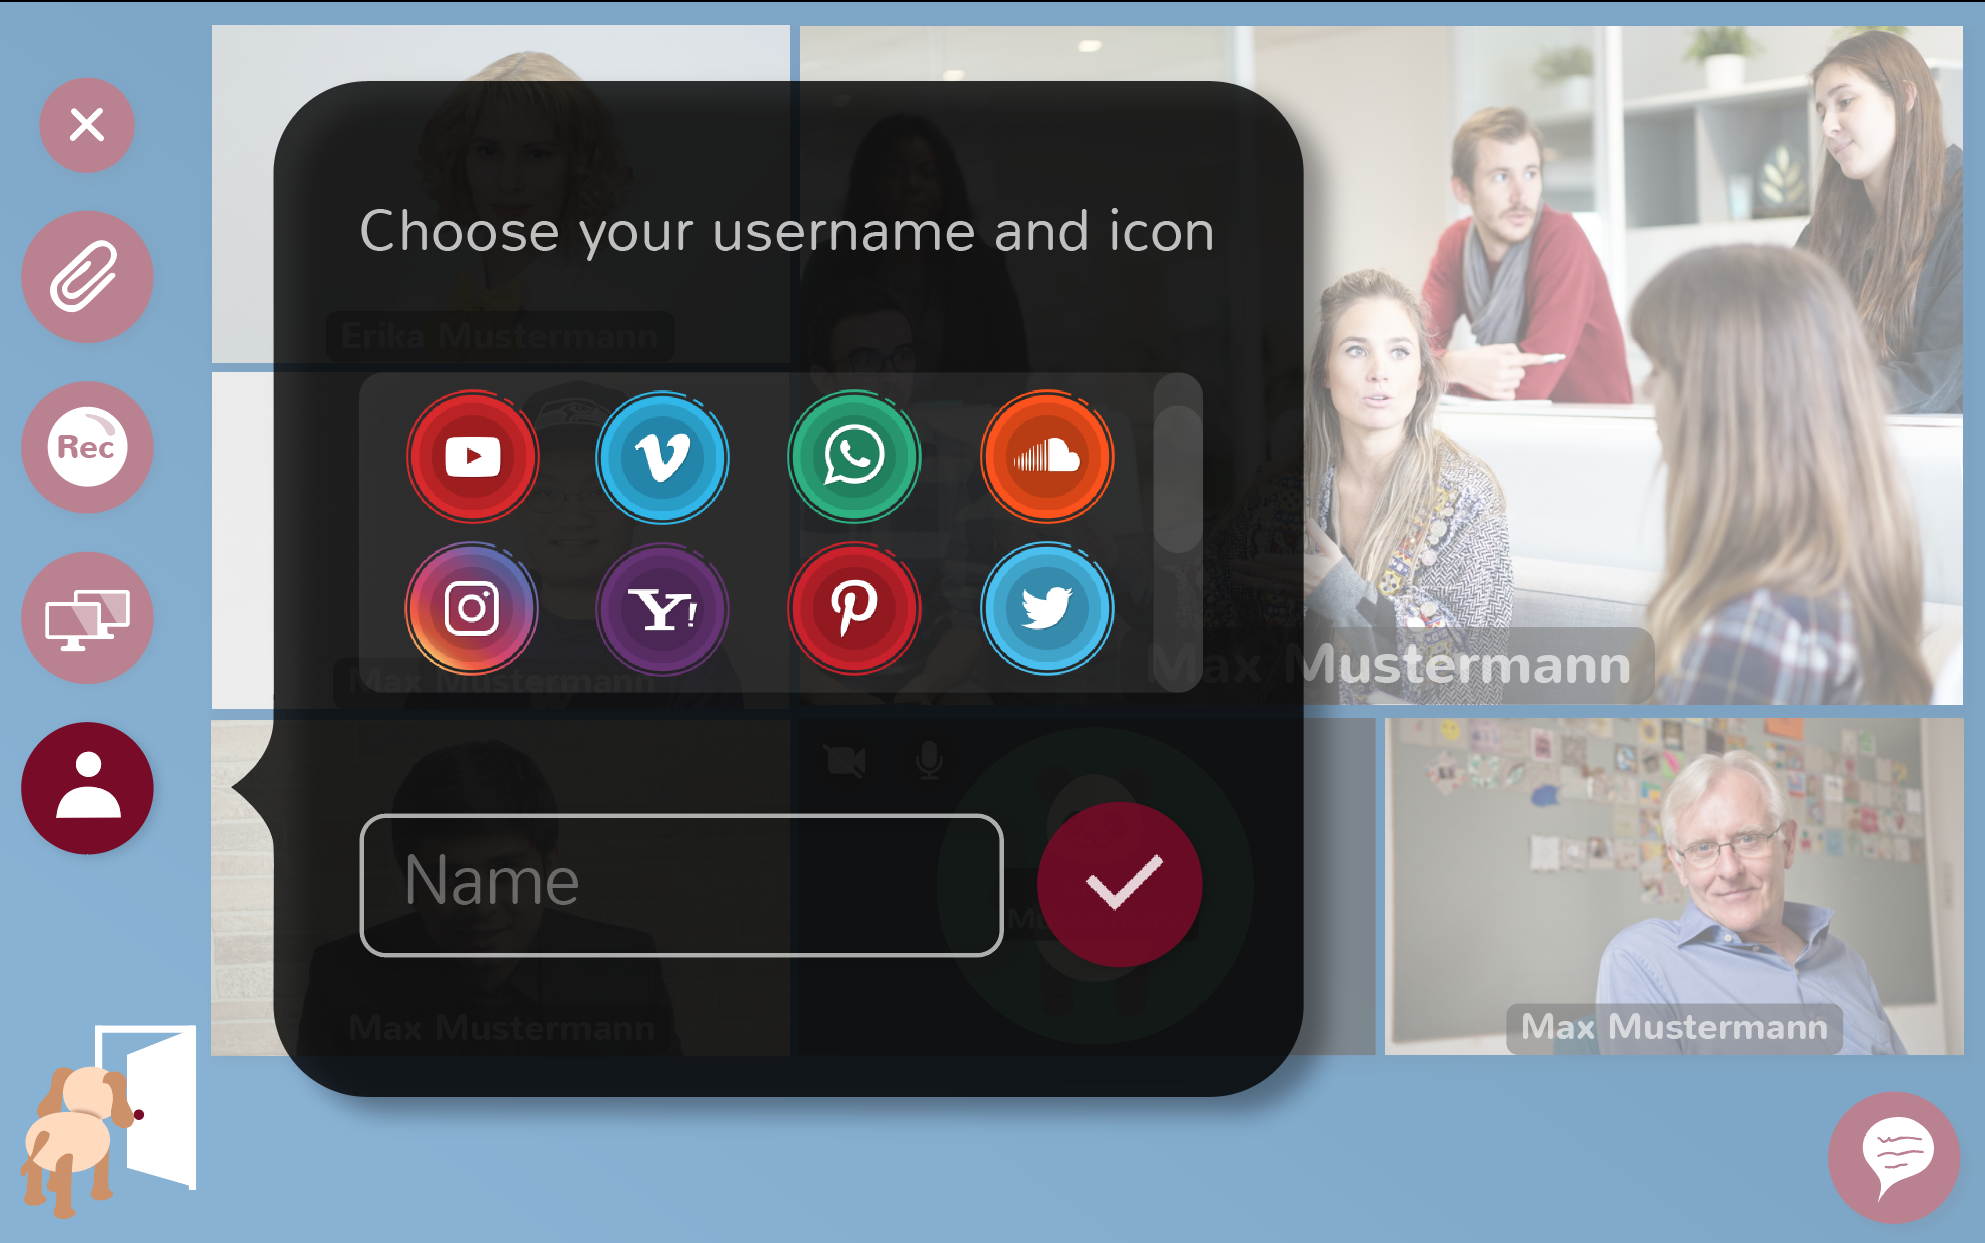 Choose your username and icon
Erika Mustermann
Rec
Y!
Max Mustermann
Max Mustermann
Name
Max Mustermann
Max Mustermann